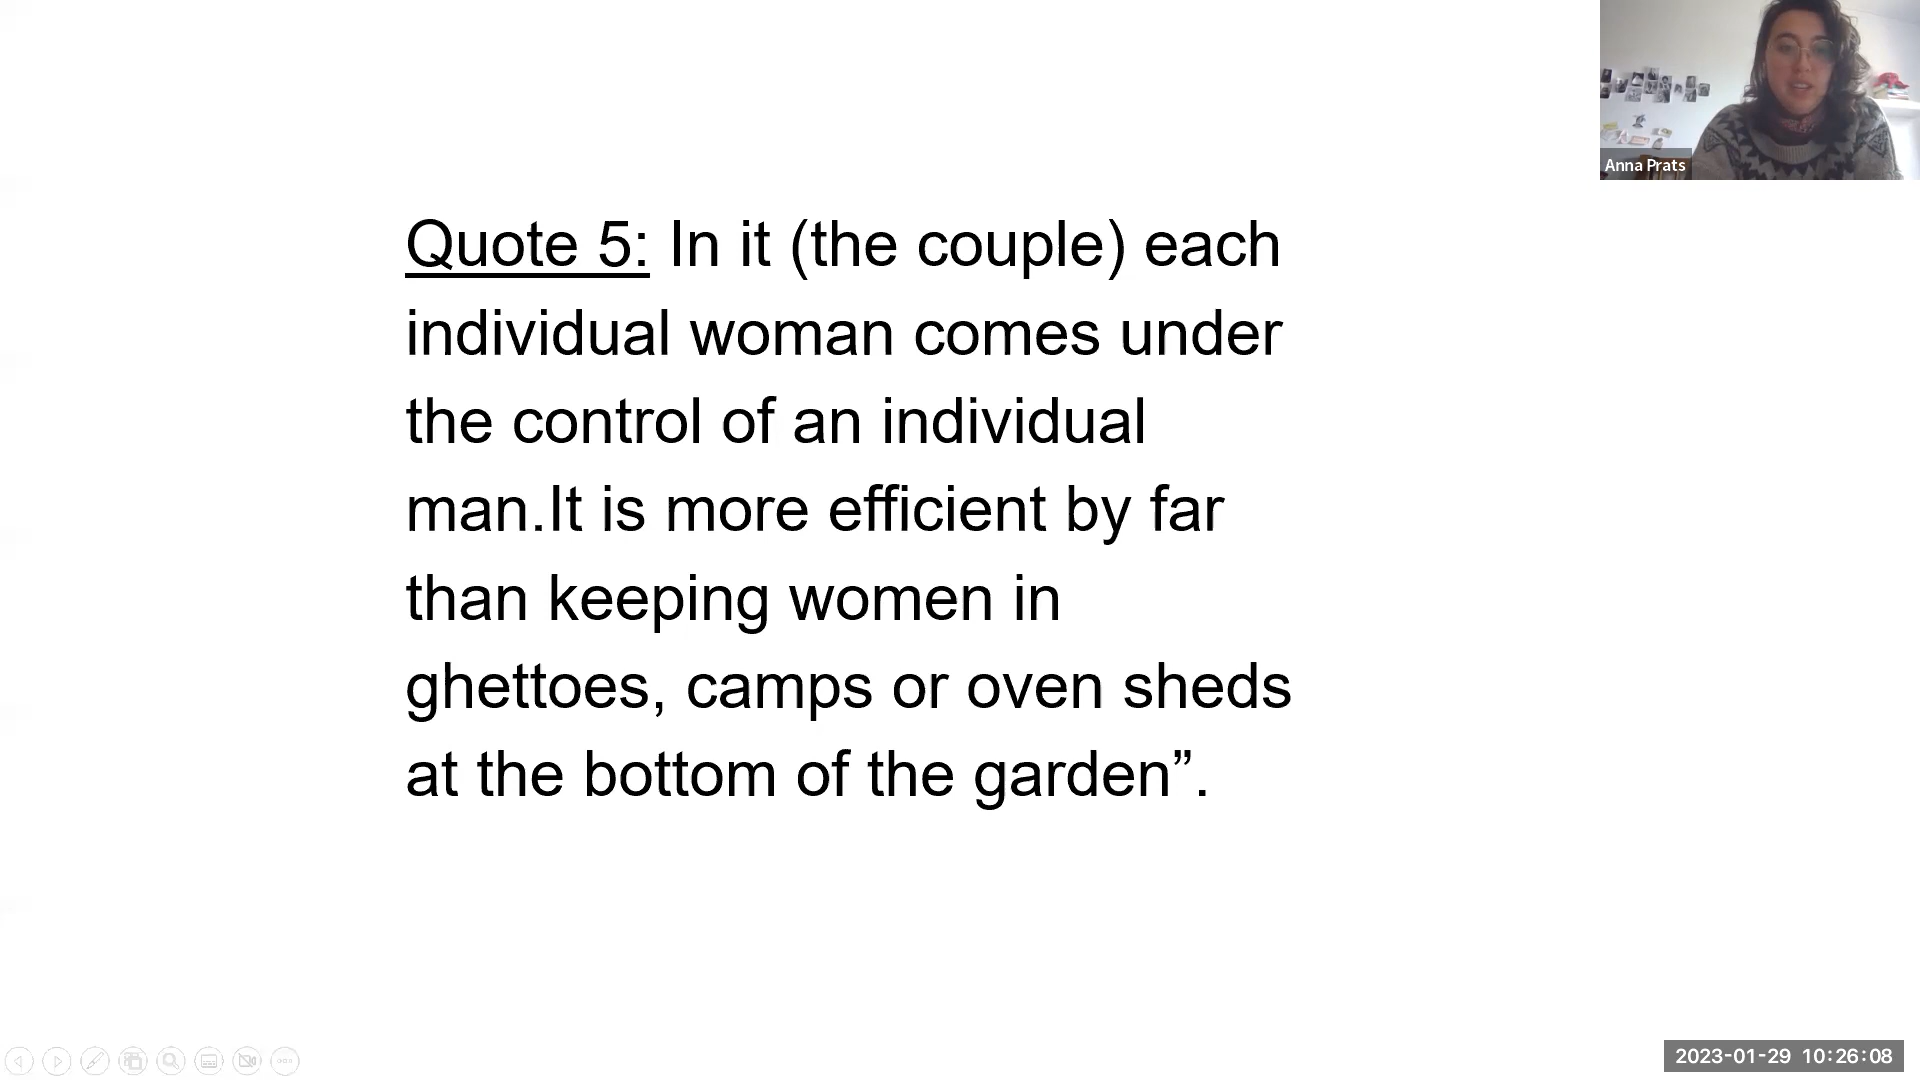 Anna Prats
Quote 5: In it (the couple) each
individual woman comes under
the control of an individual
man.It is more efficient by far
than keeping women in
ghettoes, camps or oven sheds
at the bottom of the garden”.
2023-01-29 10:26:08